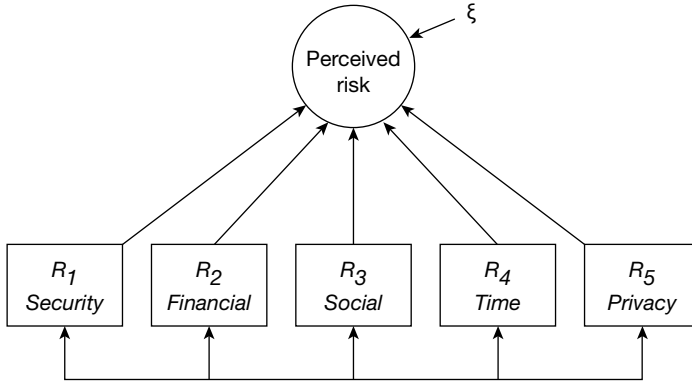 ξ
Perceived
risk
R1
Security
R2
Financial
R3
Social
R4
Time
R5
Privacy